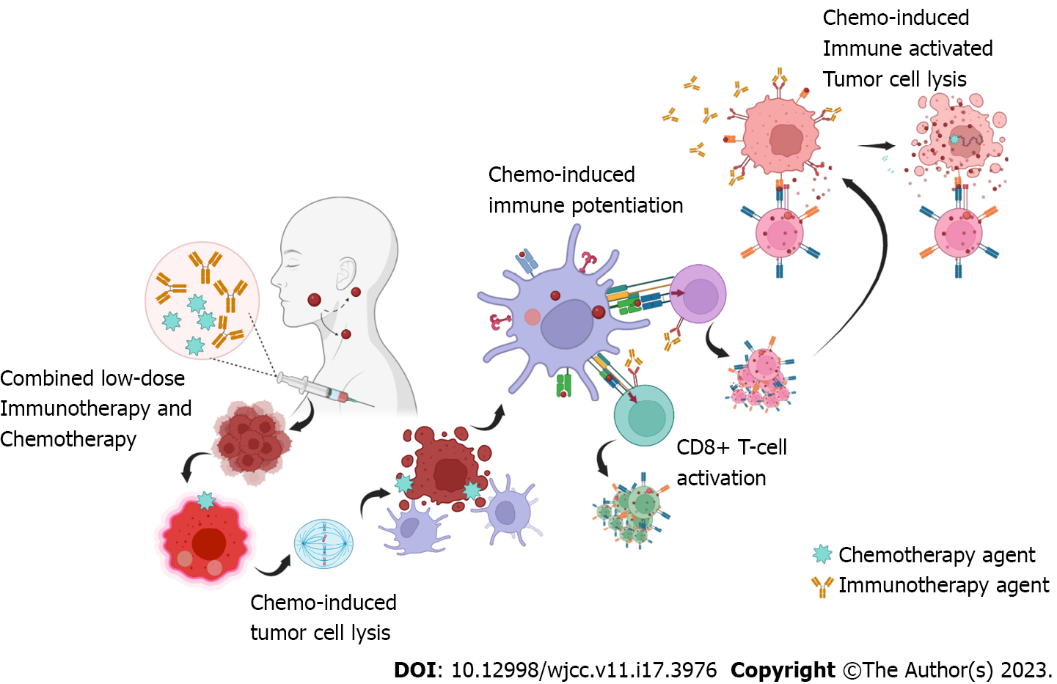 Chemo-induced
Immune activated
Tumor cell lysis
Chemo-induced
immune potentiation
Combined low-dose
Immunotherapy and
Chemotherapy
CD8+ T-cell
activation
Chemotherapy agent
Immunotherapy agent
Chemo-induced
tumor cell lysis
DOI: 10.12998/wjcc.v11.i17.3976 Copyright ©The Author(s) 2023.